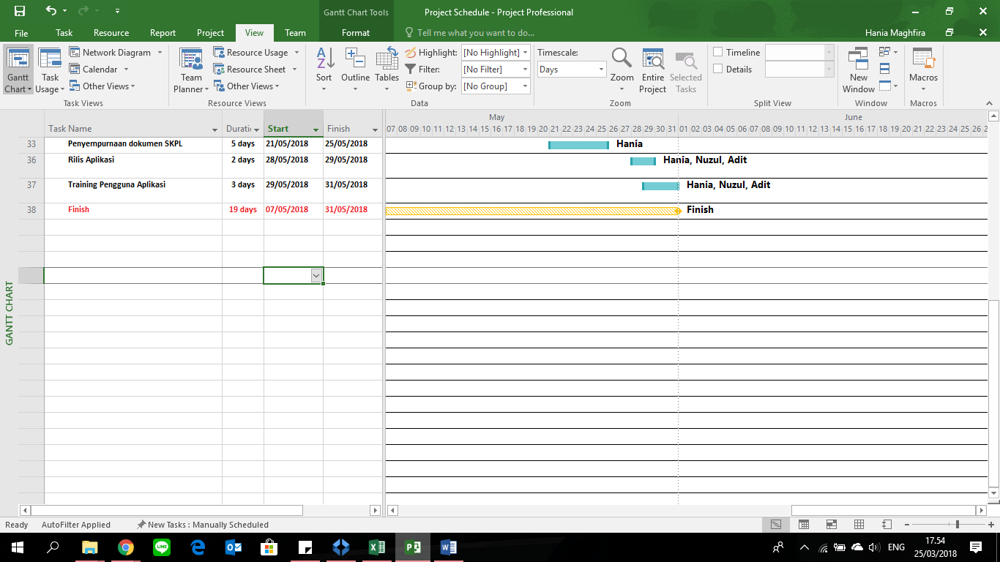 Gantt Chart Tools
Project Schedule - Project Professional
File Task Resource Report Project View Team Format Tell me what you want to do... Hania Maghfira
Gantt Chart
Task Usage
Network Diagram
Calendar
Other Views
Task Views
Team Planner
Resource Usage
Resource Sheet
Other Views
Resource Views
Sort
Outline
Tables
Highlight: [No Highlight]
Filter: [No Filter]
Group by: [No Group]
Data
Timescale:
Days
Zoom
Entire Project
Selected Tasks
Zoom
Timeline
Details
Split View
New Window
Window
Macros
Macros
May June
Task Name Durati Start Finish
07 08 09 10 11 12 13 14 15 16 17 18 19 20 21 22 23 24 25 26 27 28 29 30 31 01 02 03 04 05 06 07 08 09 10 11 12 13 14 15 16 17 18 19 20 21 22 23 24 25 26 2
33 Penyempurnaan dokumen SKPL 5 days 21/05/2018 25/05/2018 Hania
36 Rilis Aplikasi 2 days 28/05/2018 29/05/2018 Hania, Nuzul, Adit
37 Training Pengguna Aplikasi 3 days 29/05/2018 31/05/2018 Hania, Nuzul, Adit
38 Finish 19 days 07/05/2018 31/05/2018 Finish
GANTT CHART
Ready AutoFilter Applied New Tasks : Manually Scheduled
ENG
17.54
25/03/2018